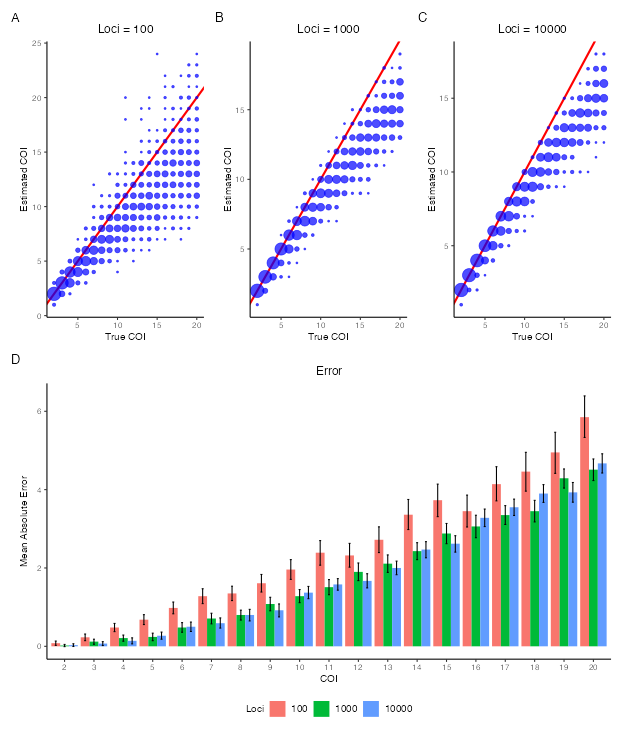 A
B
C
Loci = 100
Loci = 1000
Loci = 10000
Estimated COI
25
20
15
10
5
0
5
10
15
20
True COI
Estimated COI
15
10
5
5
10
15
20
True COI
Estimated COI
15
10
5
5
10
15
20
True COI
D
Error
Mean Absolute Error
6
4
2
0
2 3 4 5 6 7 8 9 10 11 12 13 14 15 16 17 18 19 20
COI
Loci 100 1000 10000